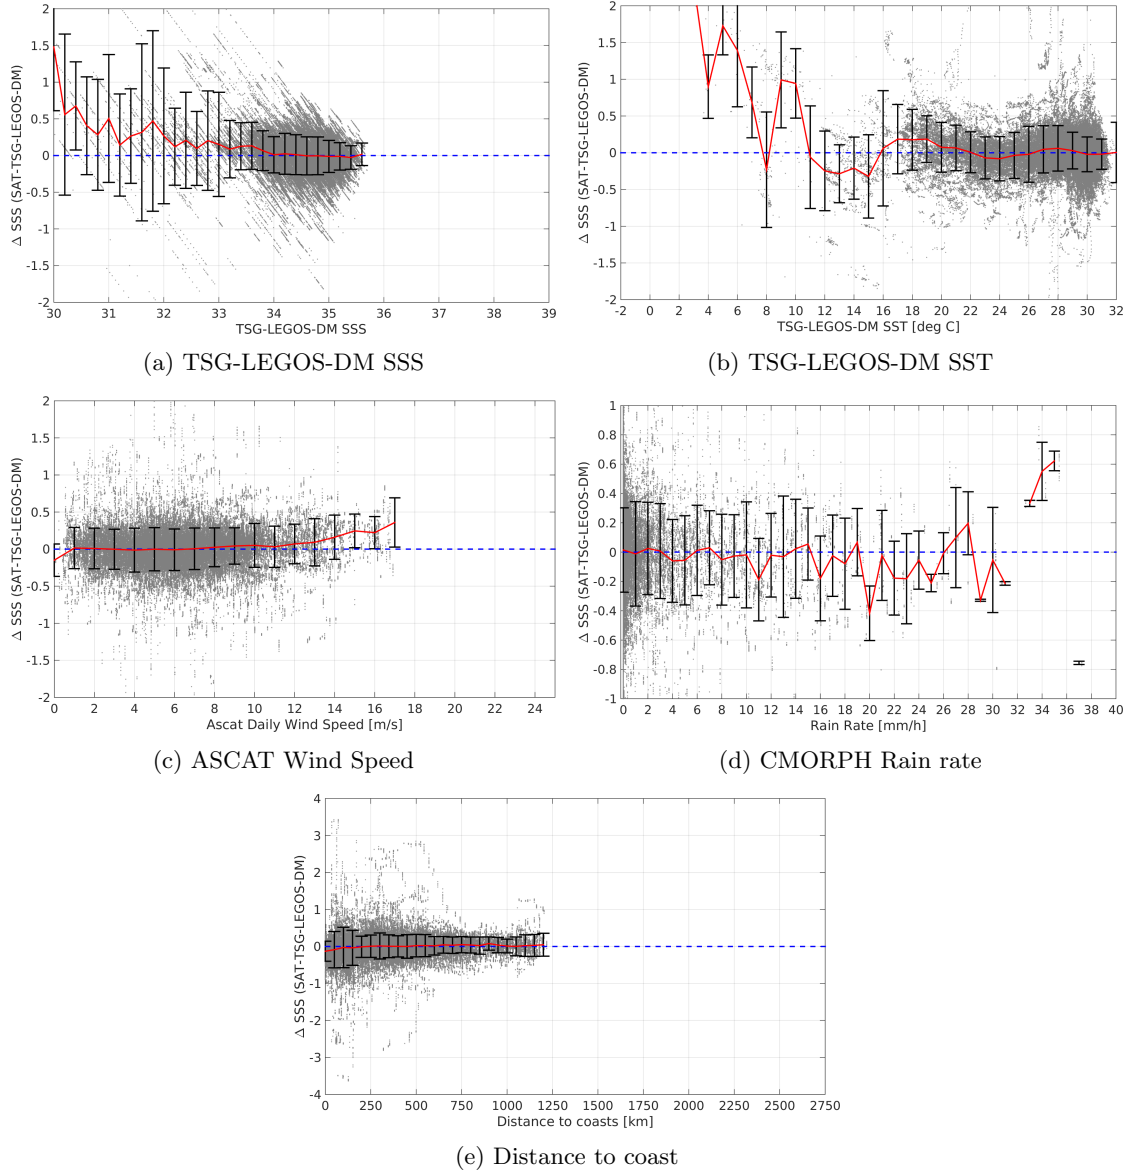 2
1.5
1
0.5
0
-0.5
-1
-1.5
-2
Δ SSS (SAT-TSG-LEGOS-DM)
30 31 32 33 34 35 36 37 38 39
TSG-LEGOS-DM SSS
(a) TSG-LEGOS-DM SSS
2
1.5
1
0.5
0
-0.5
-1
-1.5
-2
Δ SSS (SAT-TSG-LEGOS-DM)
-2 0 2 4 6 8 10 12 14 16 18 20 22 24 26 28 30 32
TSG-LEGOS-DM SST [deg C]
(b) TSG-LEGOS-DM SST
2
1.5
1
0.5
0
-0.5
-1
-1.5
-2
Δ SSS (SAT-TSG-LEGOS-DM)
0 2 4 6 8 10 12 14 16 18 20 22 24
Ascat Daily Wind Speed [m/s]
(c) ASCAT Wind Speed
1
0.8
0.6
0.4
0.2
0
-0.2
-0.4
-0.6
-0.8
-1
Δ SSS (SAT-TSG-LEGOS-DM)
0 2 4 6 8 10 12 14 16 18 20 22 24 26 28 30 32 34 36 38 40
Rain Rate [mm/h]
(d) CMORPH Rain rate
4
3
2
1
0
-1
-2
-3
-4
Δ SSS (SAT-TSG-LEGOS-DM)
0 250 500 750 1000 1250 1500 1750 2000 2250 2500 2750
Distance to coasts [km]
(e) Distance to coast